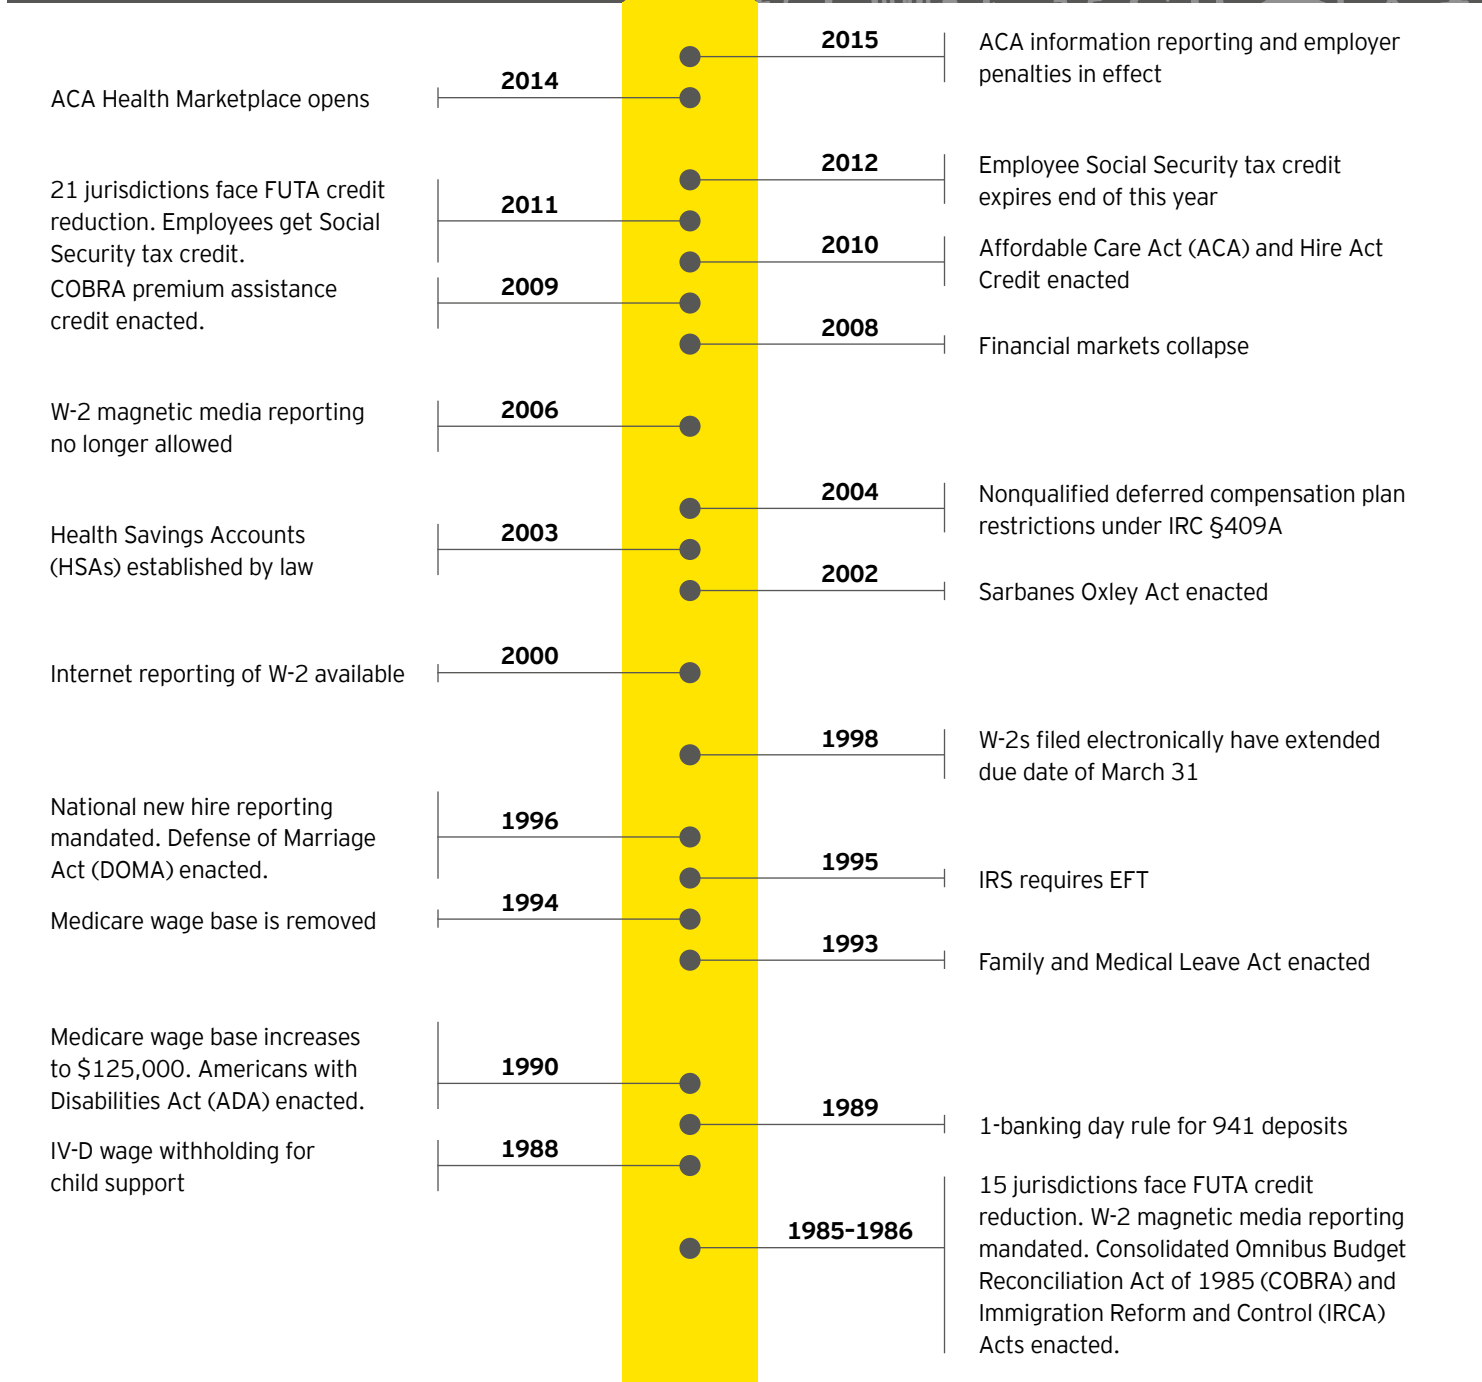 2015
ACA information reporting and employer
penalties in effect
2014
ACA Health Marketplace opens
2012
Employee Social Security tax credit
expires end of this year
2011
21 jurisdictions face FUTA credit
reduction. Employees get Social
Security tax credit.
2010
Affordable Care Act (ACA) and Hire Act
Credit enacted
2009
COBRA premium assistance
credit enacted.
2008
Financial markets collapse
2006
W-2 magnetic media reporting
no longer allowed
2004
Nonqualified deferred compensation plan
restrictions under IRC §409A
2003
Health Savings Accounts
(HSAs) established by law
2002
Sarbanes Oxley Act enacted
2000
Internet reporting of W-2 available
1998
W-2s filed electronically have extended
due date of March 31
1996
National new hire reporting
mandated. Defense of Marriage
Act (DOMA) enacted.
1995
IRS requires EFT
1994
Medicare wage base is removed
1993
Family and Medical Leave Act enacted
1990
Medicare wage base increases
to $125,000. Americans with
Disabilities Act (ADA) enacted.
1989
1-banking day rule for 941 deposits
1988
IV-D wage withholding for
child support
1985–1986
15 jurisdictions face FUTA credit
reduction. W-2 magnetic media reporting
mandated. Consolidated Omnibus Budget
Reconciliation Act of 1985 (COBRA) and
Immigration Reform and Control (IRCA)
Acts enacted.